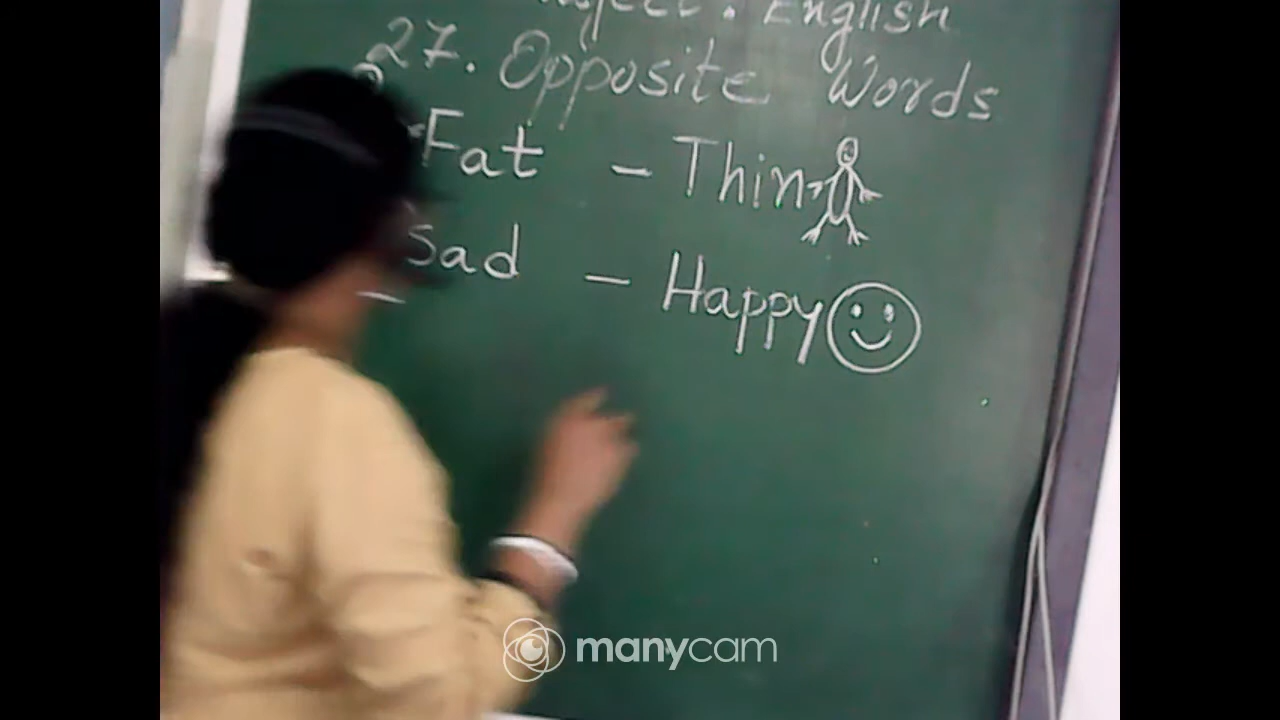 English
27. Opposite Words
Fat - Thin
Sad - Happy
manycam